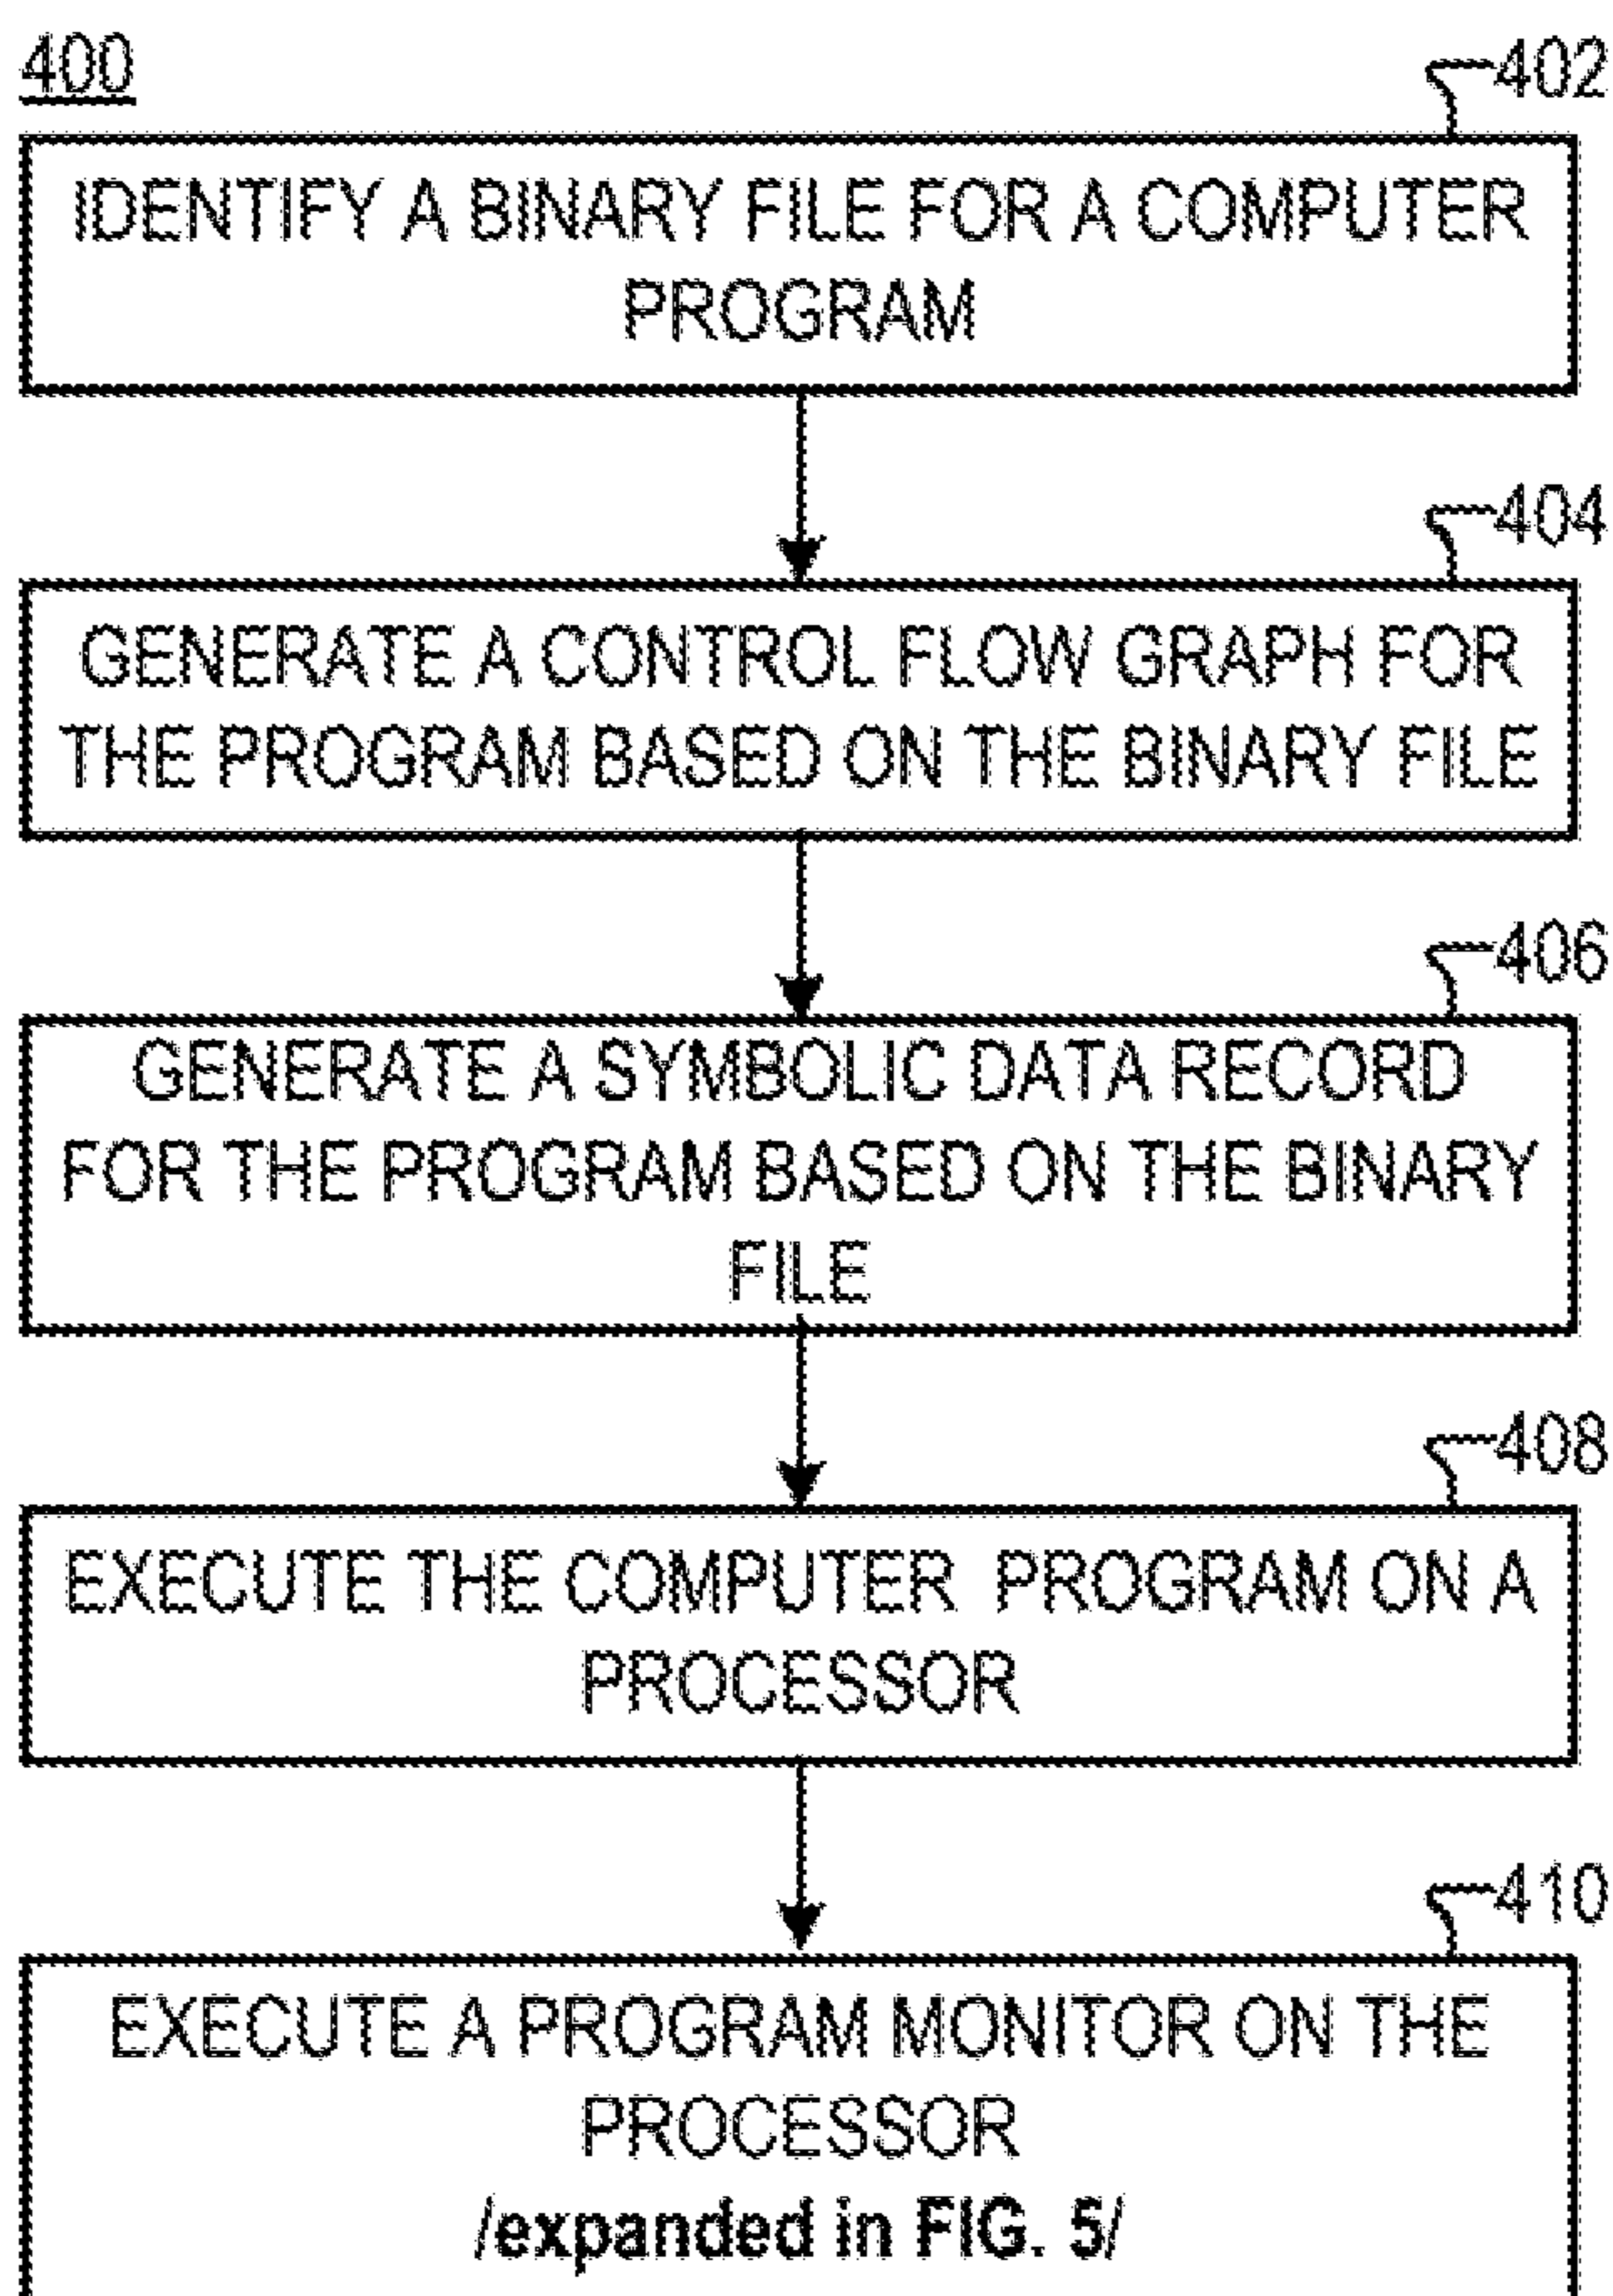 400
402
IDENTIFY A BINARY FILE FOR A COMPUTER
PROGRAM
404
GENERATE A CONTROL FLOW GRAPH FOR
THE PROGRAM BASED ON THE BINARY FILE
406
GENERATE A SYMBOLIC DATA RECORD
FOR THE PROGRAM BASED ON THE BINARY
FILE
408
EXECUTE THE COMPUTER PROGRAM ON A
PROCESSOR
410
EXECUTE A PROGRAM MONITOR ON THE
PROCESSOR
/expanded in FIG. 5/